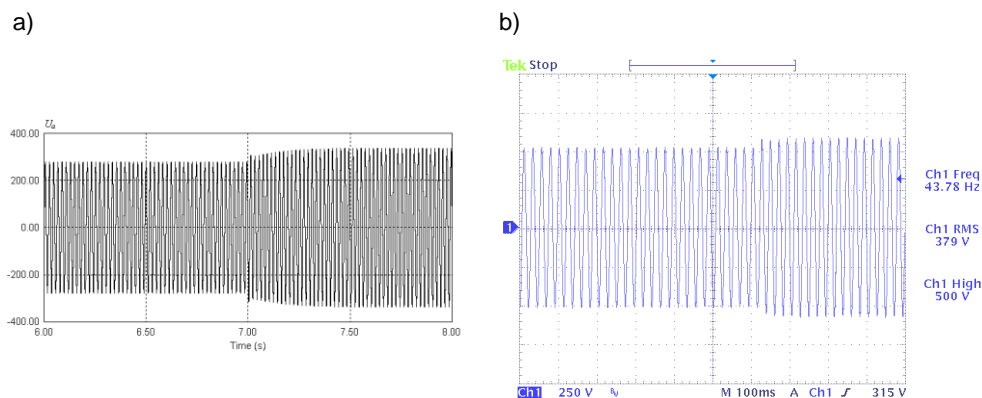 a)
b)
Tek Stop
U_a
400.00
200.00
0.00
-200.00
-400.00
6.00 6.50 7.00 7.50 8.00
Time (s)
1
Ch1 Freq
43.78 Hz
Ch1 RMS
379 V
Ch1 High
500 V
Ch1 250 V M 100ms A Ch1 315 V